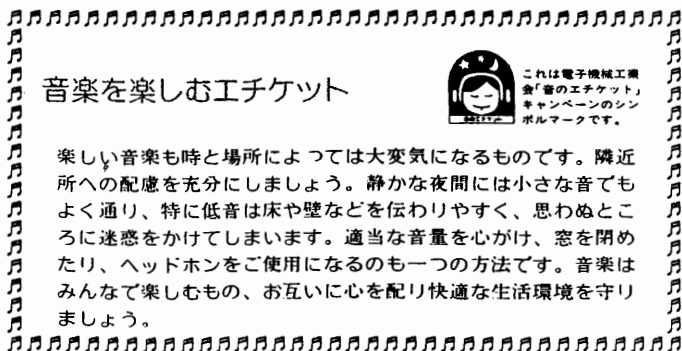 音楽を楽しむエチケット
これは電子機械工業
会「音のエチケット」
キャンペーンのシン
ボルマークです。
楽しい音楽も時と場所によっては大変気になるものです。隣近
所への配慮を充分にしましょう。静かな夜間には小さな音でも
よく通り、特に低音は床や壁などを伝わりやすく、思わぬとこ
ろに迷惑をかけてしまいます。適当な音量を心がけ、窓を閉め
たり、ヘッドホンをご使用になるのも一つの方法です。音楽は
みんなで楽しむもの、お互いに心を配り快適な生活環境を守り
ましょう。